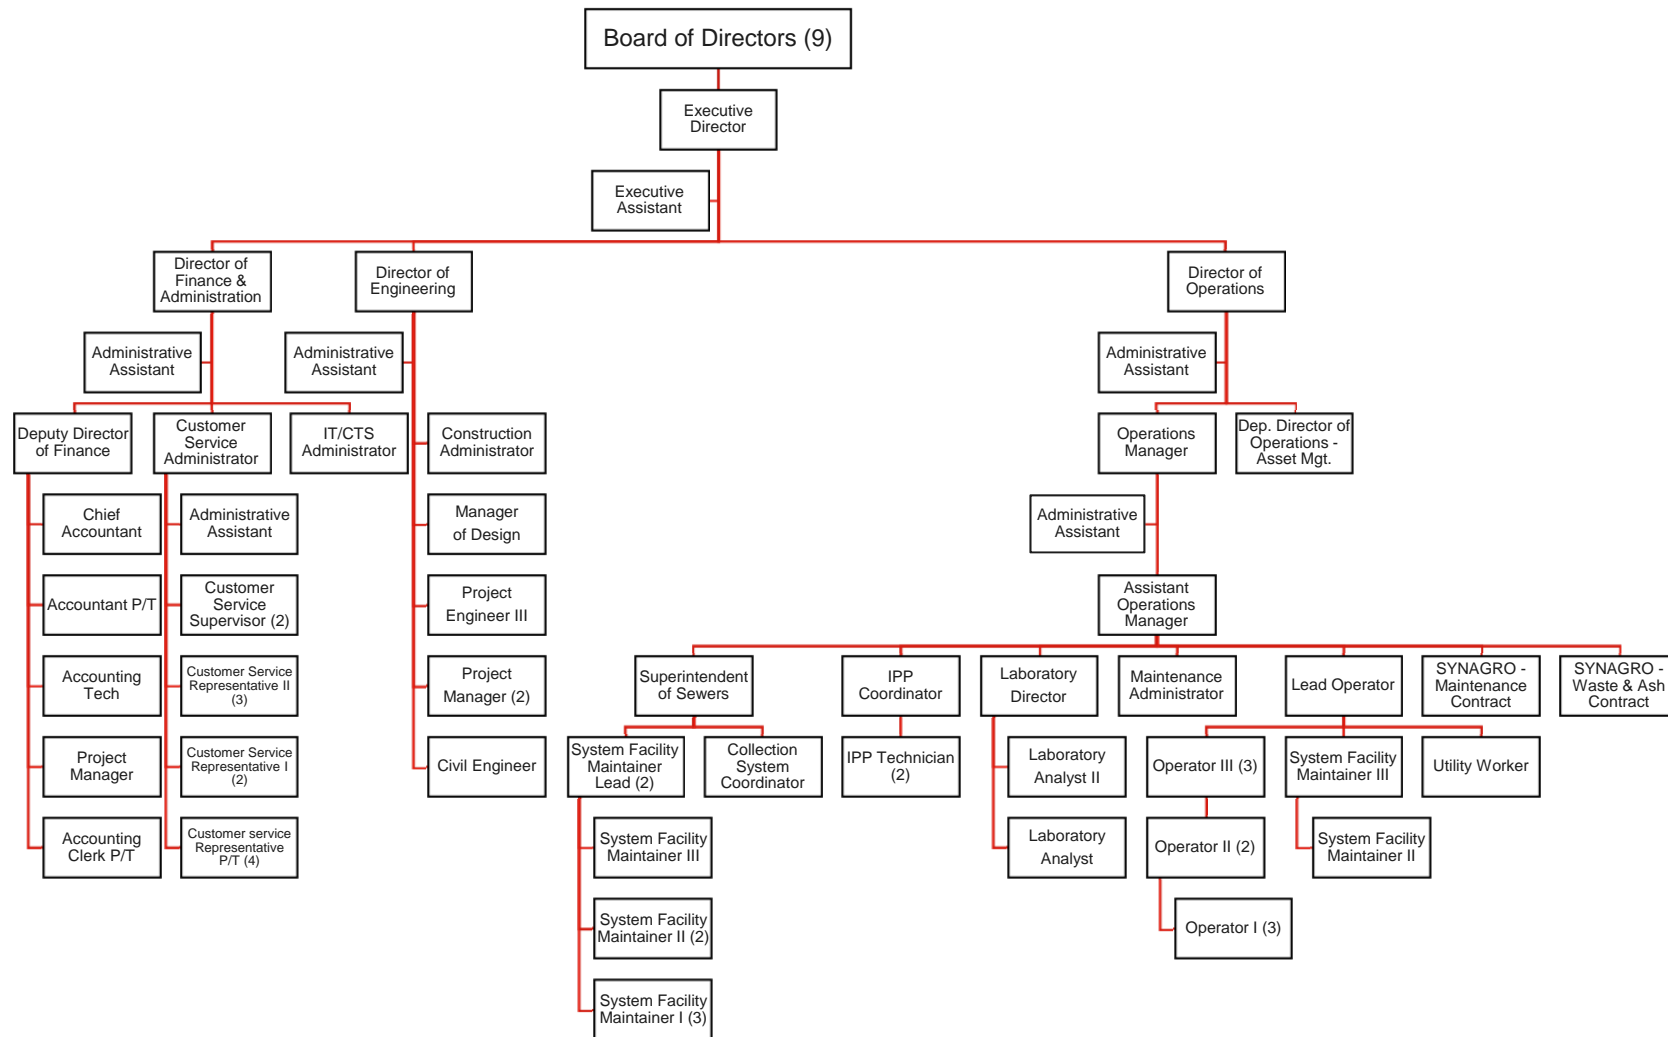 Board of Directors (9)
Executive
Director
Executive
Assistant
Director of
Finance &
Administration
Director of
Engineering
Director of
Operations
Administrative
Assistant
Administrative
Assistant
Administrative
Assistant
Deputy Director
of Finance
Customer
Service
Administrator
IT/CTS
Administrator
Construction
Administrator
Operations
Manager
Dep. Director of
Operations -
Asset Mgt.
Chief
Accountant
Administrative
Assistant
Manager
of Design
Administrative
Assistant
Accountant P/T
Customer
Service
Supervisor (2)
Project
Engineer III
Assistant
Operations
Manager
Accounting
Tech
Customer Service
Representative II
(3)
Project
Manager (2)
Superintendent
of Sewers
IPP
Coordinator
Laboratory
Director
Maintenance
Administrator
Lead Operator
SYNAGRO -
Maintenance
Contract
SYNAGRO -
Waste & Ash
Contract
Project
Manager
Customer Service
Representative I
(2)
Civil Engineer
System Facility
Maintainer
Lead (2)
Collection
System
Coordinator
IPP Technician
(2)
Laboratory
Analyst II
Operator III (3)
System Facility
Maintainer III
Utility Worker
Accounting
Clerk P/T
Customer service
Representative
P/T (4)
System Facility
Maintainer III
Laboratory
Analyst
Operator II (2)
System Facility
Maintainer II
System Facility
Maintainer II (2)
Operator I (3)
System Facility
Maintainer I (3)